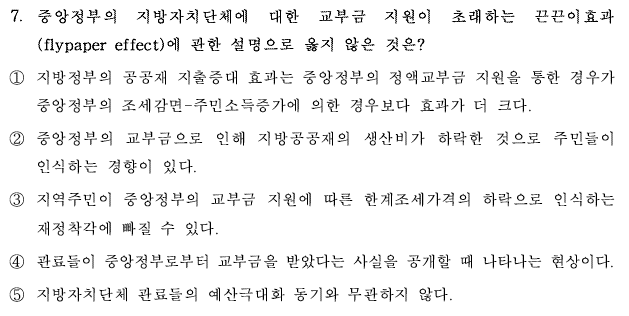 7. 중앙정부의 지방자치단체에 대한 교부금 지원이 초래하는 끈끈이효과
(flypaper effect)에 관한 설명으로 옳지 않은 것은?
① 지방정부의 공공재 지출증대 효과는 중앙정부의 정액교부금 지원을 통한 경우가
중앙정부의 조세감면-주민소득증가에 의한 경우보다 효과가 더 크다.
② 중앙정부의 교부금으로 인해 지방공공재의 생산비가 하락한 것으로 주민들이
인식하는 경향이 있다.
③ 지역주민이 중앙정부의 교부금 지원에 따른 한계조세가격의 하락으로 인식하는
재정착각에 빠질 수 있다.
④ 관료들이 중앙정부로부터 교부금을 받았다는 사실을 공개할 때 나타나는 현상이다.
⑤ 지방자치단체 관료들의 예산극대화 동기와 무관하지 않다.